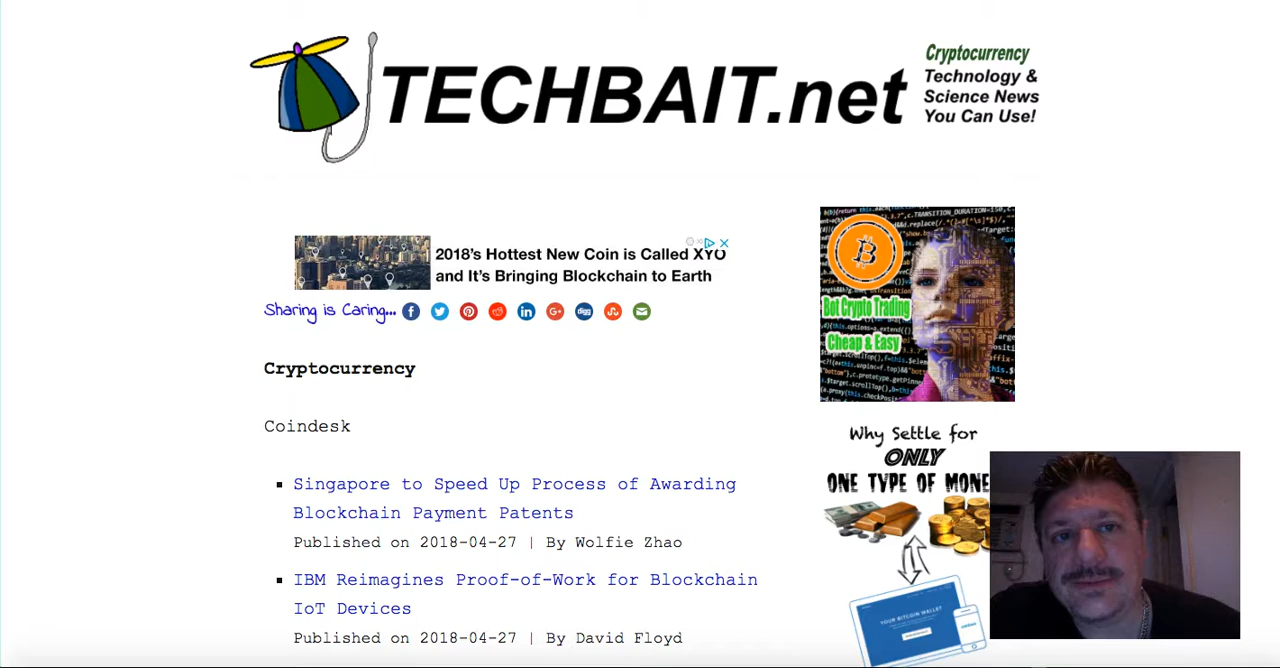 TECHBAIT.net
Cryptocurrency
Technology &
Science News
You Can Use!
2018's Hottest New Coin is Called XYO
and It's Bringing Blockchain to Earth
Sharing is Caring...
Bot Crypto Trading
Cheap & Easy
Cryptocurrency
Coindesk
Singapore to Speed Up Process of Awarding
Blockchain Payment Patents
Published on 2018-04-27 | By Wolfie Zhao
IBM Reimagines Proof-of-Work for Blockchain
IoT Devices
Published on 2018-04-27 | By David Floyd
Why Settle for
ONLY
ONE TYPE OF MONE
YOUR BITCOIN WALLET